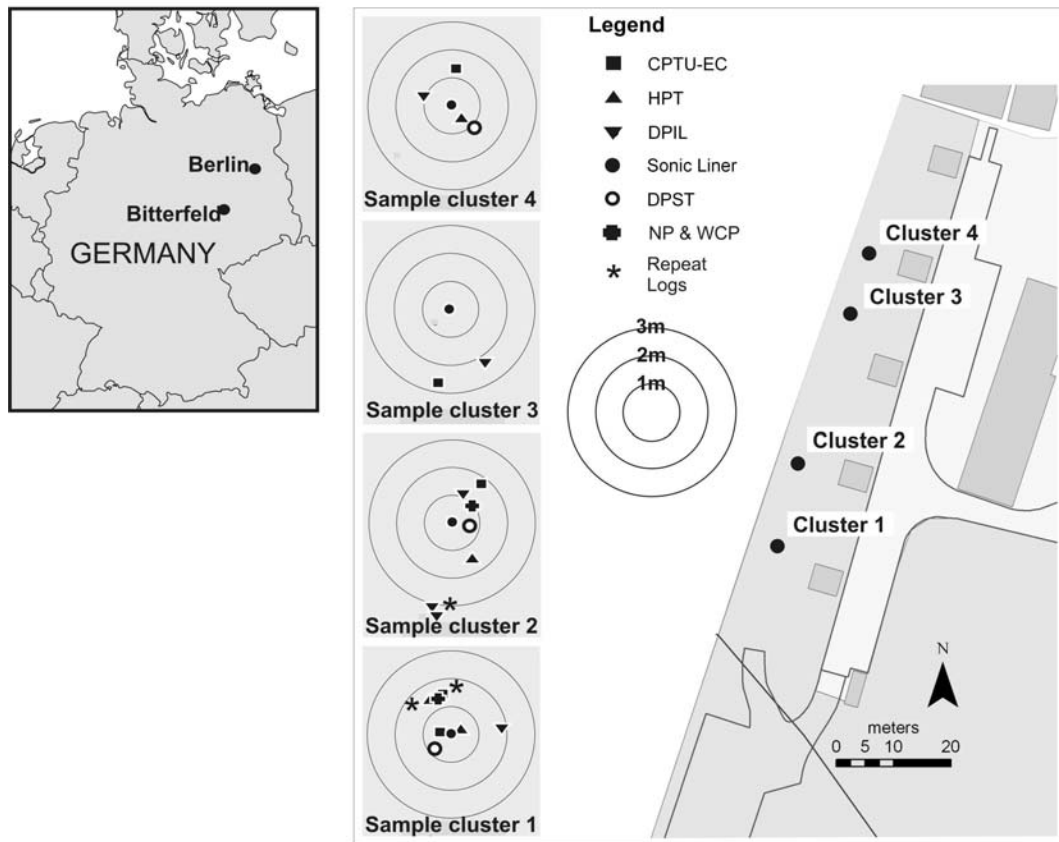 Berlin
Bitterfeld
GERMANY
Sample cluster 4
Sample cluster 3
Sample cluster 2
Sample cluster 1
Legend
CPTU-EC
HPT
DPIL
Sonic Liner
DPST
NP & WCP
Repeat
Logs
3m
2m
1m
Cluster 4
Cluster 3
Cluster 2
Cluster 1
N
meters
0 5 10 20